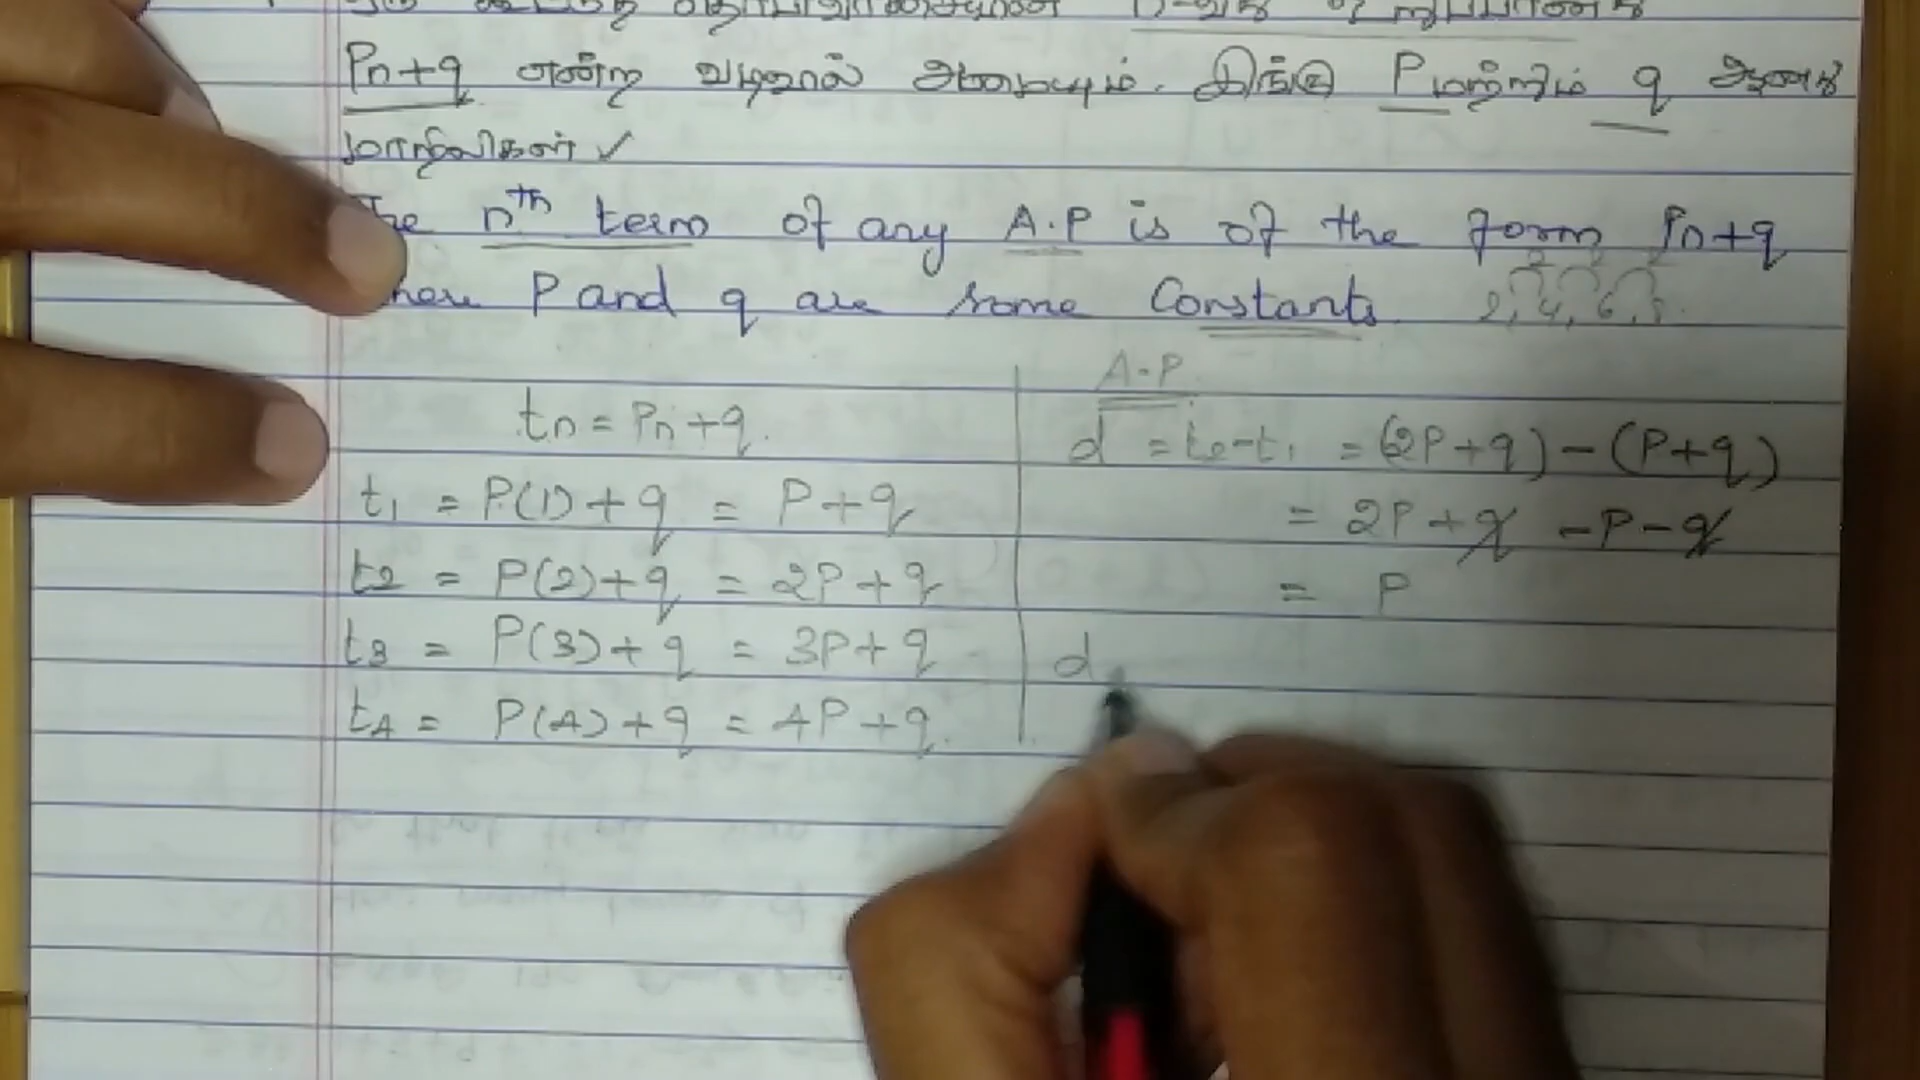 Pn+q என்ற வடிவில் அமையும். இங்கு P மற்றும் q ஆனது
மாறிலிகள் ✓
The nth term of any A.P is of the form Pn+q
where P and q are some Constants. 2, 4, 6, 8.
tn = Pn+q.
t1 = P(1)+q = P+q
t2 = P(2)+q = 2P+q
t3 = P(3)+q = 3P+q
t4 = P(4)+q = 4P+q.
A.P.
d = t2-t1 = (2P+q)-(P+q)
= 2P+q -P-q
= P
d